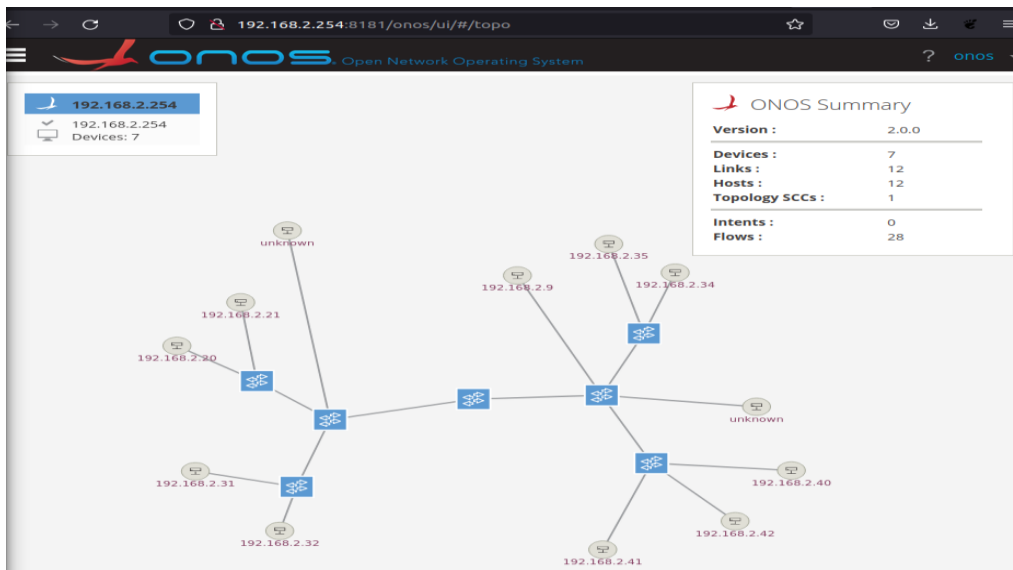 192.168.2.254:8181/onos/ui/#/topo
onos. Open Network Operating System
? onos
192.168.2.254
192.168.2.254
Devices: 7
ONOS Summary
Version : 2.0.0
Devices : 7
Links : 12
Hosts : 12
Topology SCCs : 1
Intents : 0
Flows : 28
unknown
192.168.2.35
192.168.2.9
192.168.2.34
192.168.2.21
192.168.2.20
unknown
192.168.2.31
192.168.2.40
192.168.2.32
192.168.2.42
192.168.2.41